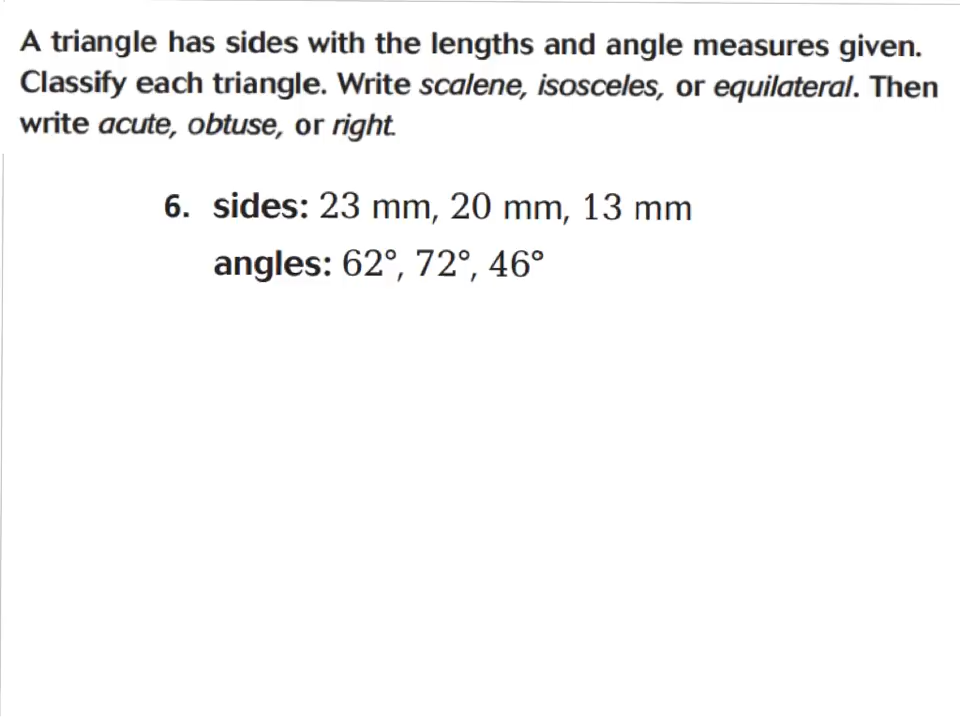 A triangle has sides with the lengths and angle measures given.
Classify each triangle. Write scalene, isosceles, or equilateral. Then
write acute, obtuse, or right.
6. sides: 23 mm, 20 mm, 13 mm
angles: 62°, 72°, 46°